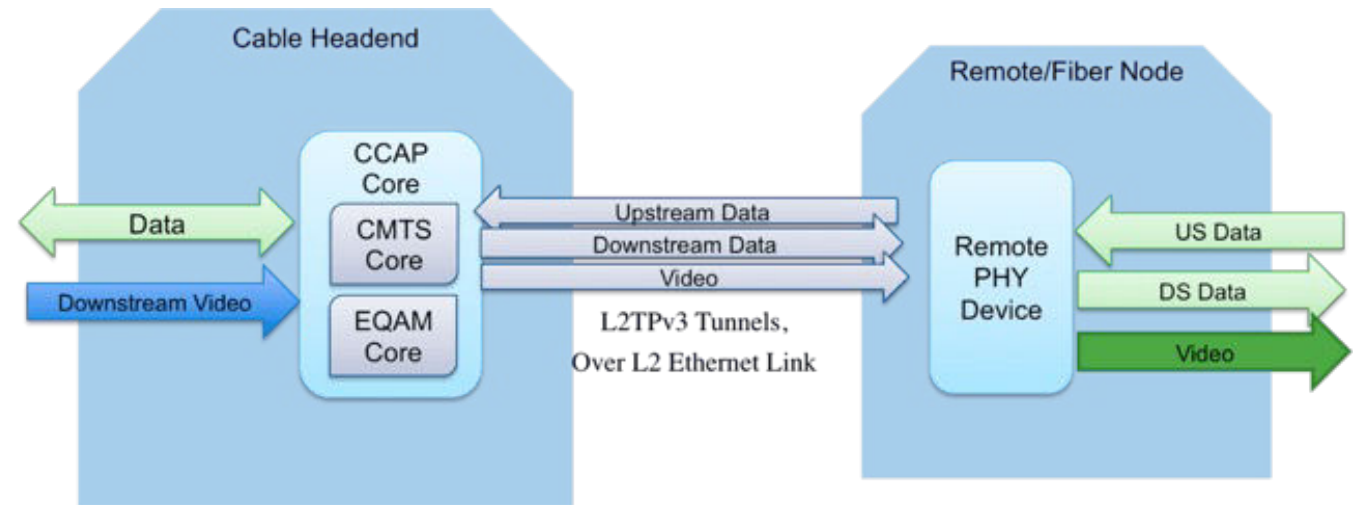 Cable Headend
Remote/Fiber Node
CCAP
Core
CMTS
Core
EQAM
Core
Data
Downstream Video
Upstream Data
Downstream Data
Video
L2TPv3 Tunnels,
Over L2 Ethernet Link
Remote
PHY
Device
US Data
DS Data
Video